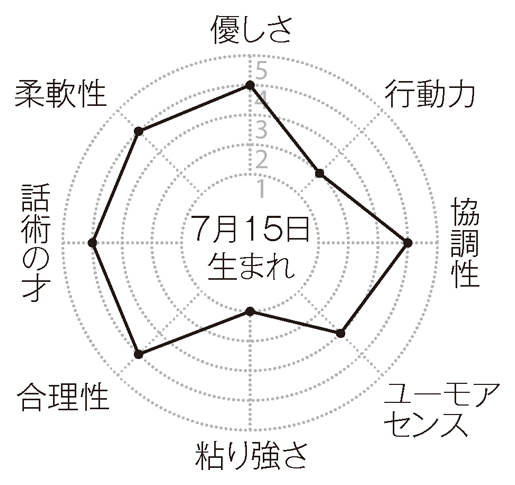 優しさ
行動力
協調性
ユーモア
センス
粘り強さ
合理性
話術の才
柔軟性
5
4
3
2
1
7月15日
生まれ